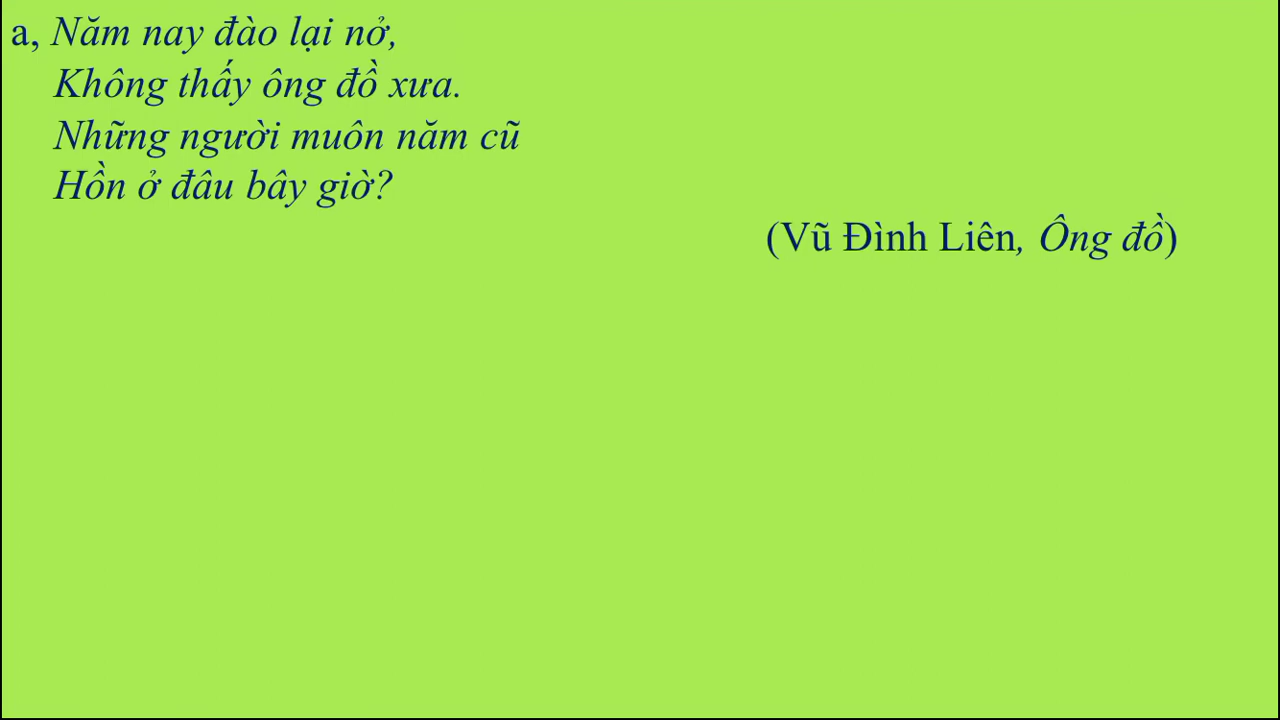 a, Năm nay đào lại nở,
Không thấy ông đồ xưa.
Những người muôn năm cũ
Hồn ở đâu bây giờ?
(Vũ Đình Liên, Ông đồ)